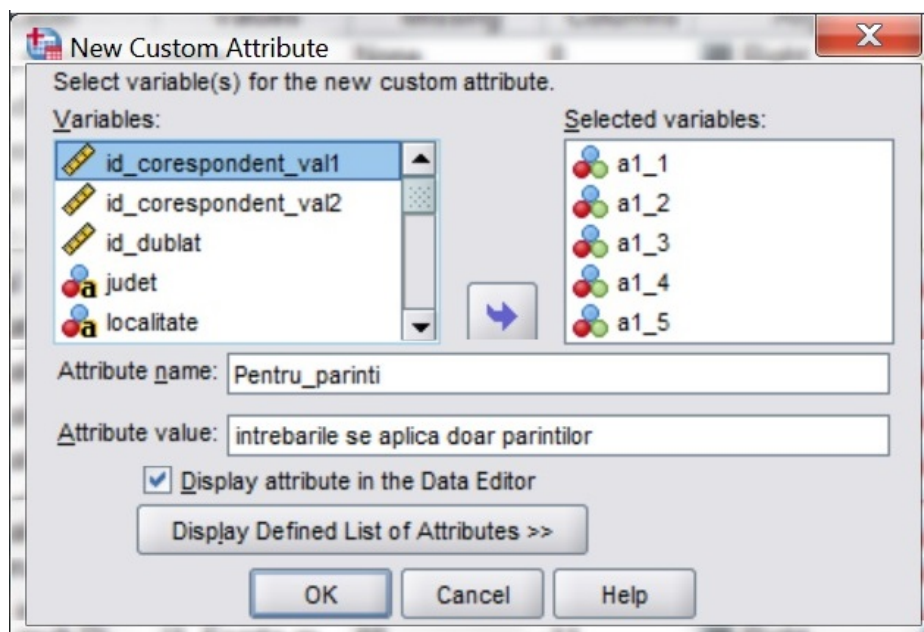 New Custom Attribute
Select variable(s) for the new custom attribute.
Variables:
id_corespondent_val1
id_corespondent_val2
id_dublat
judet
localitate
Selected variables:
a1_1
a1_2
a1_3
a1_4
a1_5
Attribute name: Pentru_parinti
Attribute value: intrebarile se aplica doar parintilor
Display attribute in the Data Editor
Display Defined List of Attributes >>
OK Cancel Help